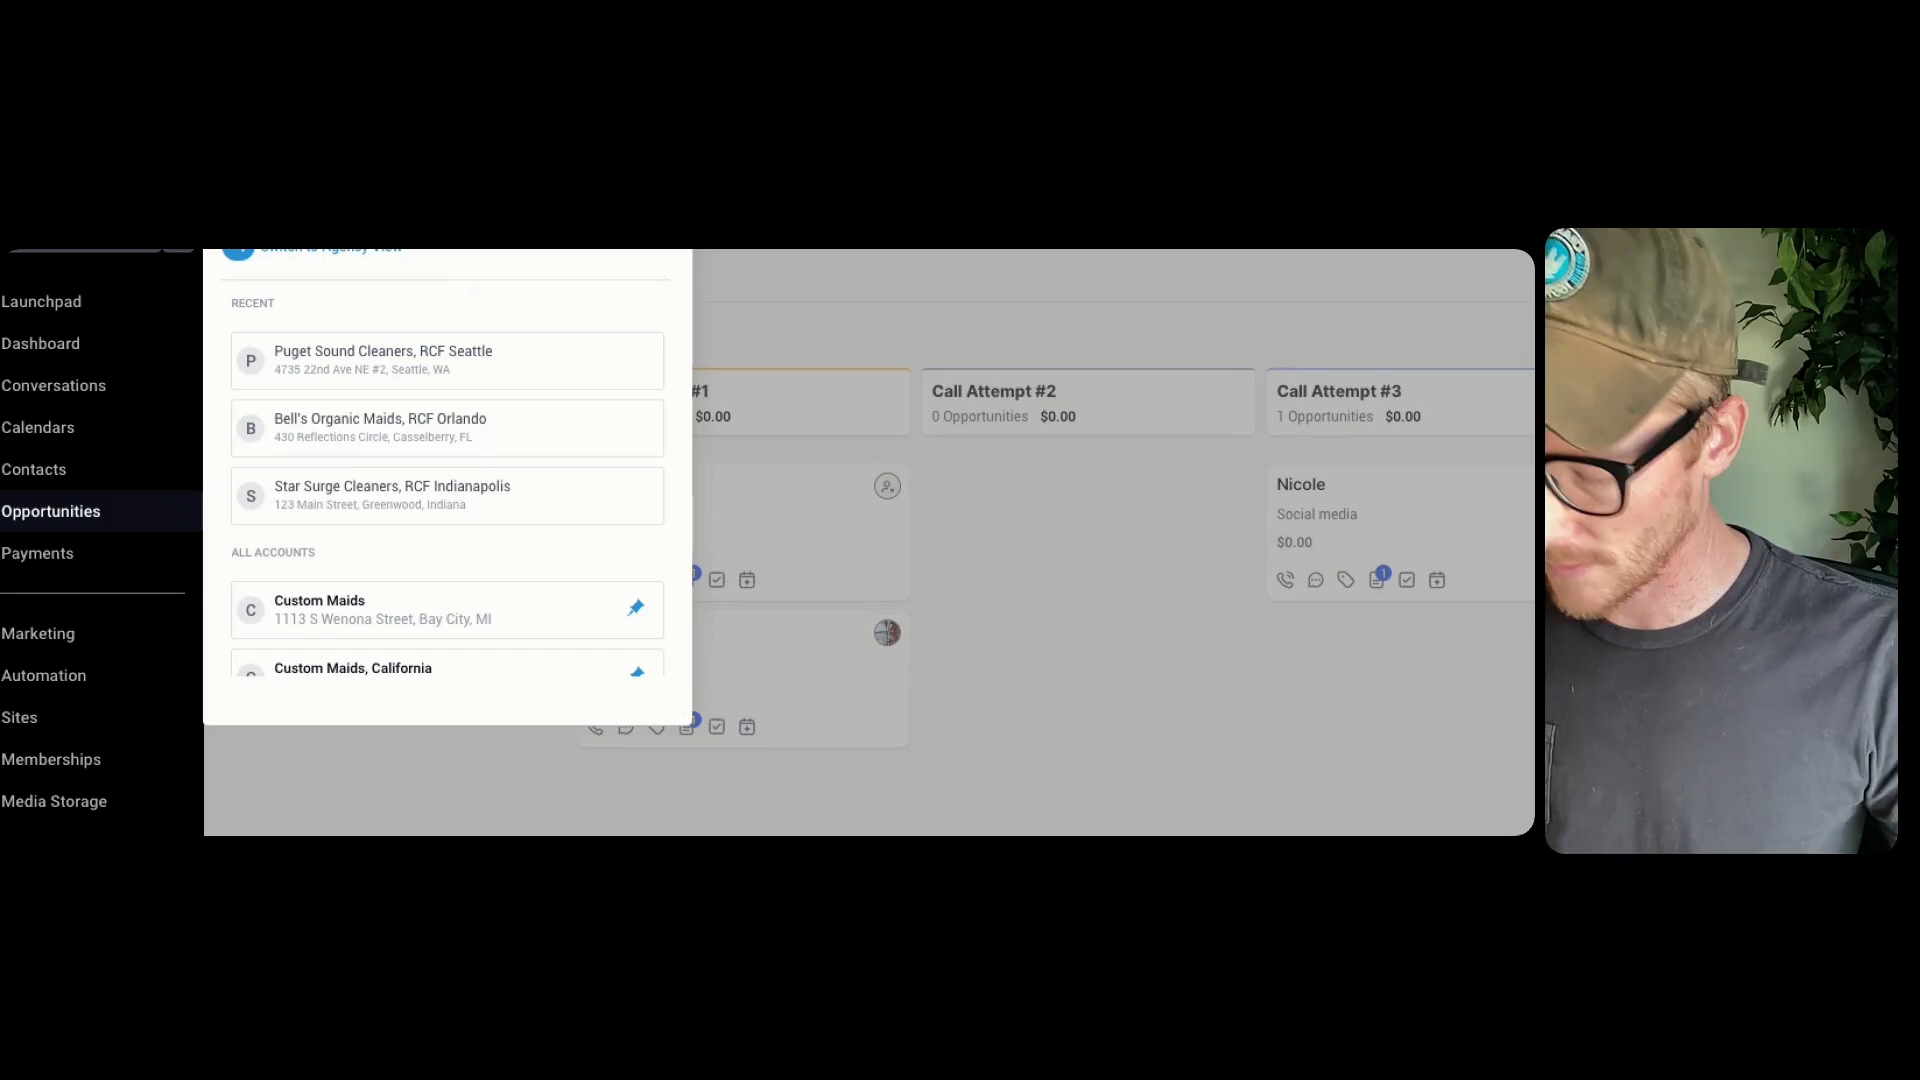 Switch to Agency View
Launchpad
Dashboard
Conversations
Calendars
Contacts
Opportunities
Payments
Marketing
Automation
Sites
Memberships
Media Storage
RECENT
P
Puget Sound Cleaners, RCF Seattle
4735 22nd Ave NE #2, Seattle, WA
B
Bell's Organic Maids, RCF Orlando
430 Reflections Circle, Casselberry, FL
S
Star Surge Cleaners, RCF Indianapolis
123 Main Street, Greenwood, Indiana
ALL ACCOUNTS
C
Custom Maids
1113 S Wenona Street, Bay City, MI
C
Custom Maids, California
#1
$0.00
Call Attempt #2
0 Opportunities $0.00
Call Attempt #3
1 Opportunities $0.00
Nicole
Social media
$0.00
1